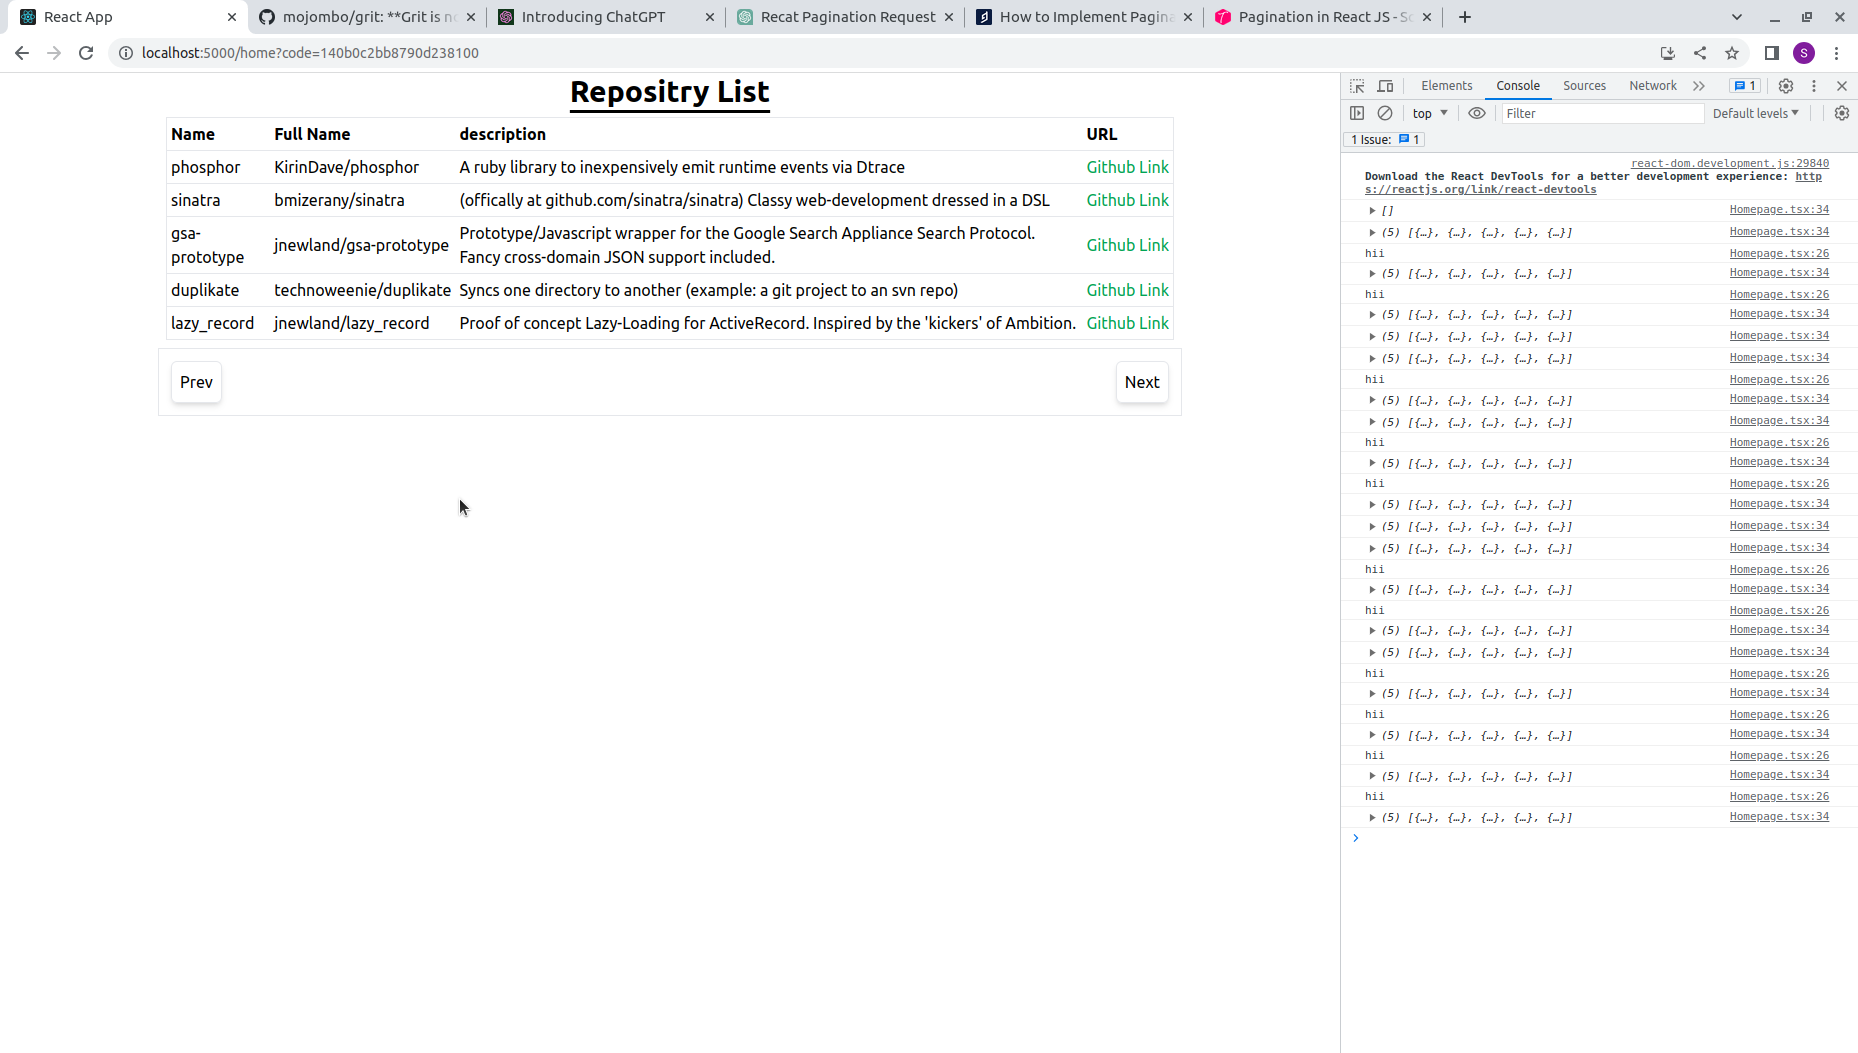 React App
mojombo/grit: **Grit is no
Introducing ChatGPT
Recat Pagination Request
How to Implement Pagina
Pagination in React JS - Sc
localhost:5000/home?code=140b0c2bb8790d238100
S
Repositry List
Name Full Name description URL
phosphor KirinDave/phosphor A ruby library to inexpensively emit runtime events via Dtrace Github Link
sinatra bmizerany/sinatra (offically at github.com/sinatra/sinatra) Classy web-development dressed in a DSL Github Link
gsa-
prototype jnewland/gsa-prototype Prototype/Javascript wrapper for the Google Search Appliance Search Protocol.
Fancy cross-domain JSON support included. Github Link
duplikate technoweenie/duplikate Syncs one directory to another (example: a git project to an svn repo) Github Link
lazy_record jnewland/lazy_record Proof of concept Lazy-Loading for ActiveRecord. Inspired by the 'kickers' of Ambition. Github Link
Prev Next
Elements Console Sources Network 1
top Filter Default levels
1 Issue: 1
react-dom.development.js:29840
Download the React DevTools for a better development experience: http
s://reactjs.org/link/react-devtools
[] Homepage.tsx:34
(5) [{…}, {…}, {…}, {…}, {…}] Homepage.tsx:34
hii Homepage.tsx:26
(5) [{…}, {…}, {…}, {…}, {…}] Homepage.tsx:34
hii Homepage.tsx:26
(5) [{…}, {…}, {…}, {…}, {…}] Homepage.tsx:34
(5) [{…}, {…}, {…}, {…}, {…}] Homepage.tsx:34
(5) [{…}, {…}, {…}, {…}, {…}] Homepage.tsx:34
hii Homepage.tsx:26
(5) [{…}, {…}, {…}, {…}, {…}] Homepage.tsx:34
(5) [{…}, {…}, {…}, {…}, {…}] Homepage.tsx:34
hii Homepage.tsx:26
(5) [{…}, {…}, {…}, {…}, {…}] Homepage.tsx:34
hii Homepage.tsx:26
(5) [{…}, {…}, {…}, {…}, {…}] Homepage.tsx:34
(5) [{…}, {…}, {…}, {…}, {…}] Homepage.tsx:34
(5) [{…}, {…}, {…}, {…}, {…}] Homepage.tsx:34
hii Homepage.tsx:26
(5) [{…}, {…}, {…}, {…}, {…}] Homepage.tsx:34
hii Homepage.tsx:26
(5) [{…}, {…}, {…}, {…}, {…}] Homepage.tsx:34
(5) [{…}, {…}, {…}, {…}, {…}] Homepage.tsx:34
hii Homepage.tsx:26
(5) [{…}, {…}, {…}, {…}, {…}] Homepage.tsx:34
hii Homepage.tsx:26
(5) [{…}, {…}, {…}, {…}, {…}] Homepage.tsx:34
hii Homepage.tsx:26
(5) [{…}, {…}, {…}, {…}, {…}] Homepage.tsx:34
hii Homepage.tsx:26
(5) [{…}, {…}, {…}, {…}, {…}] Homepage.tsx:34